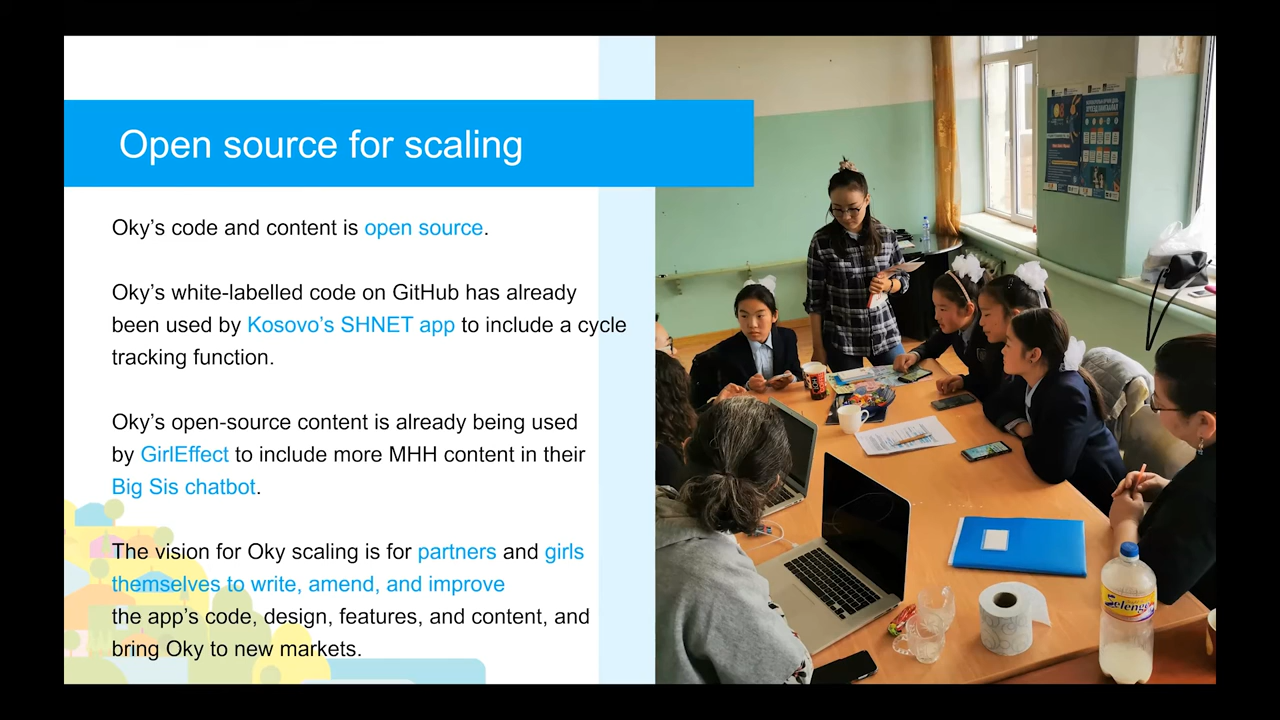 Open source for scaling
Oky's code and content is open source.
Oky's white-labelled code on GitHub has already
been used by Kosovo's SHNET app to include a cycle
tracking function.
Oky's open-source content is already being used
by GirlEffect to include more MHH content in their
Big Sis chatbot.
The vision for Oky scaling is for partners and girls
themselves to write, amend, and improve
the app's code, design, features, and content, and
bring Oky to new markets.
Selenge